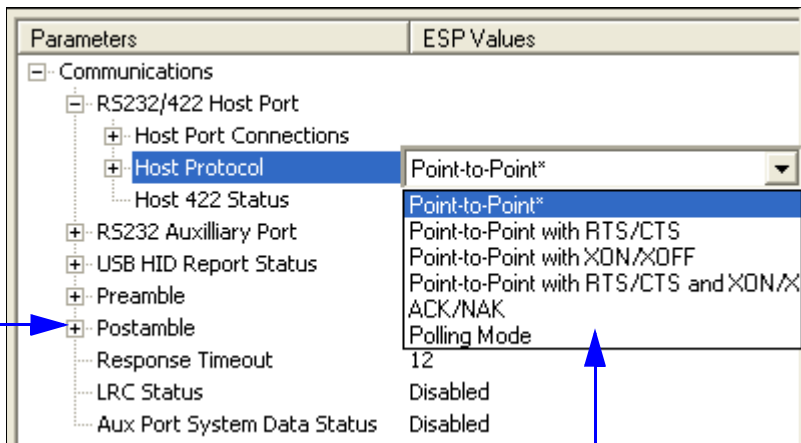 Parameters ESP Values
Communications
RS232/422 Host Port
Host Port Connections
Host Protocol Point-to-Point*
Host 422 Status Point-to-Point*
Point-to-Point with RTS/CTS
RS232 Auxilliary Port
Point-to-Point with XON/XOFF
USB HID Report Status
Point-to-Point with RTS/CTS and XON/X
Preamble
ACK/NAK
Postamble
Polling Mode
Response Timeout 12
LRC Status Disabled
Aux Port System Data Status Disabled